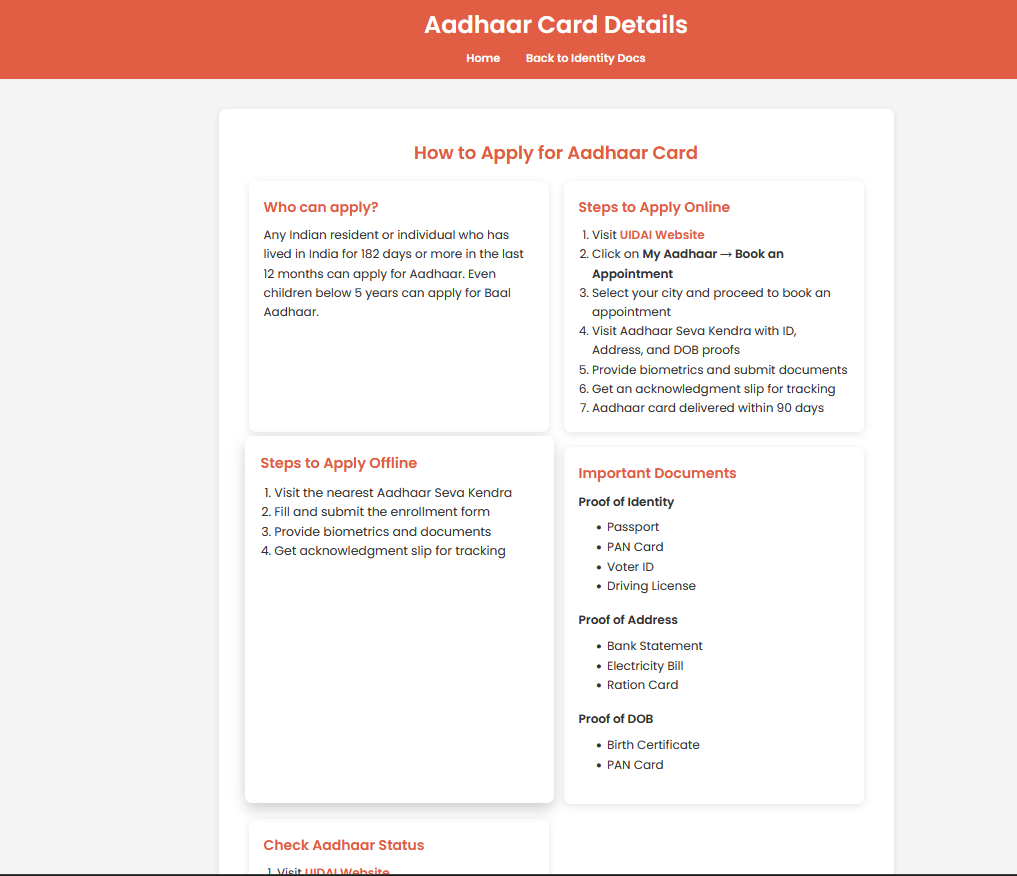 Aadhaar Card Details
Home
Back to Identity Docs
How to Apply for Aadhaar Card
Who can apply?
Any Indian resident or individual who has
lived in India for 182 days or more in the last
12 months can apply for Aadhaar. Even
children below 5 years can apply for Baal
Aadhaar.
Steps to Apply Online
1. Visit UIDAI Website
2. Click on My Aadhaar → Book an
Appointment
3. Select your city and proceed to book an
appointment
4. Visit Aadhaar Seva Kendra with ID,
Address, and DOB proofs
5. Provide biometrics and submit documents
6. Get an acknowledgment slip for tracking
7. Aadhaar card delivered within 90 days
Steps to Apply Offline
1. Visit the nearest Aadhaar Seva Kendra
2. Fill and submit the enrollment form
3. Provide biometrics and documents
4. Get acknowledgment slip for tracking
Important Documents
Proof of Identity
• Passport
• PAN Card
• Voter ID
• Driving License
Proof of Address
• Bank Statement
• Electricity Bill
• Ration Card
Proof of DOB
• Birth Certificate
• PAN Card
Check Aadhaar Status
1. Visit UIDAI Website